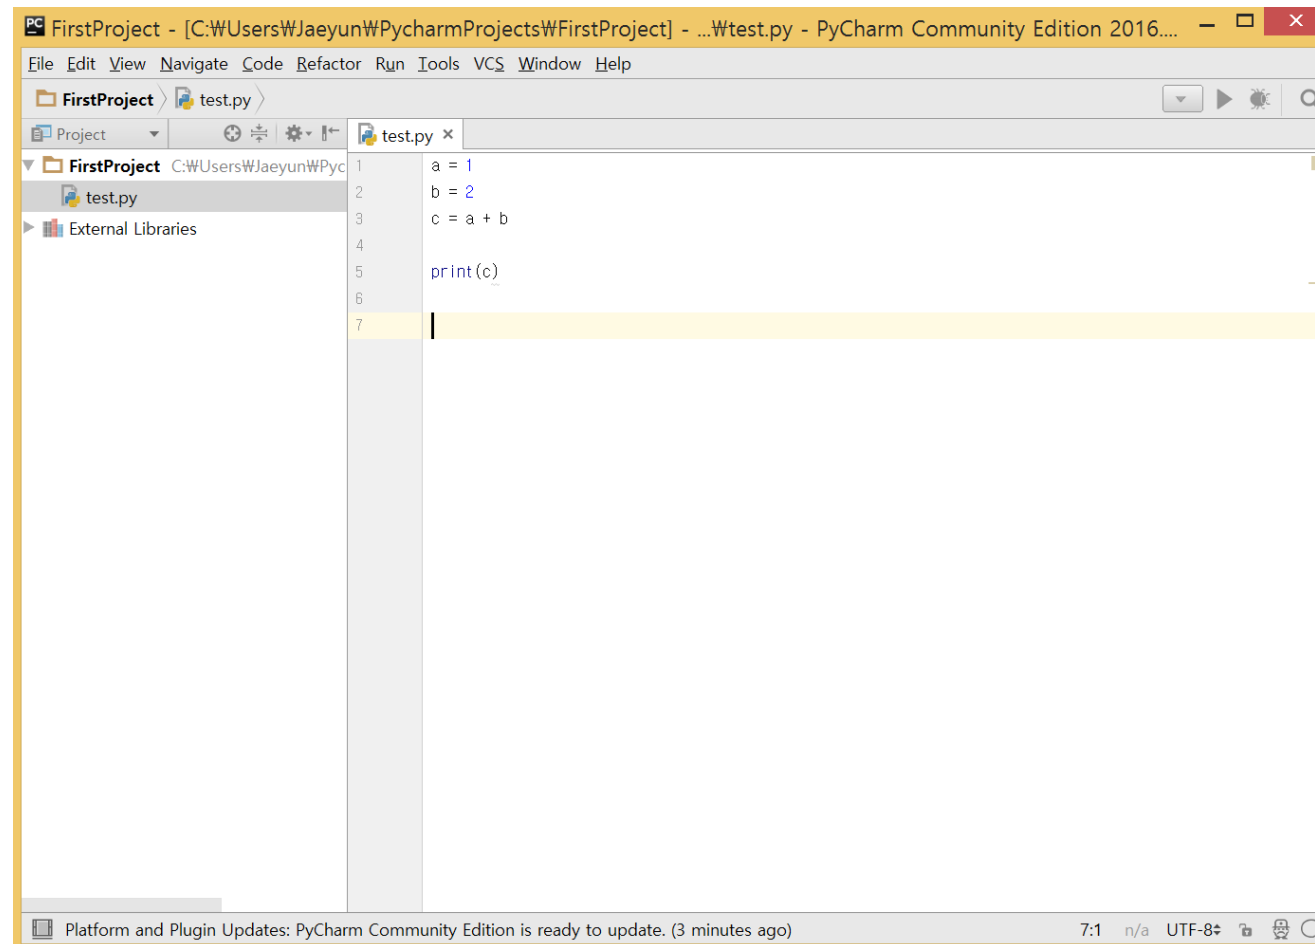 PC FirstProject - [C:₩Users₩Jaeyun₩PycharmProjects₩FirstProject] - ...₩test.py - PyCharm Community Edition 2016....
File Edit View Navigate Code Refactor Run Tools VCS Window Help
FirstProject test.py
Project test.py
FirstProject C:₩Users₩Jaeyun₩Pyc
test.py
External Libraries
1 a = 1
2 b = 2
3 c = a + b
4
5 print(c)
6
7
Platform and Plugin Updates: PyCharm Community Edition is ready to update. (3 minutes ago) 7:1 n/a UTF-8